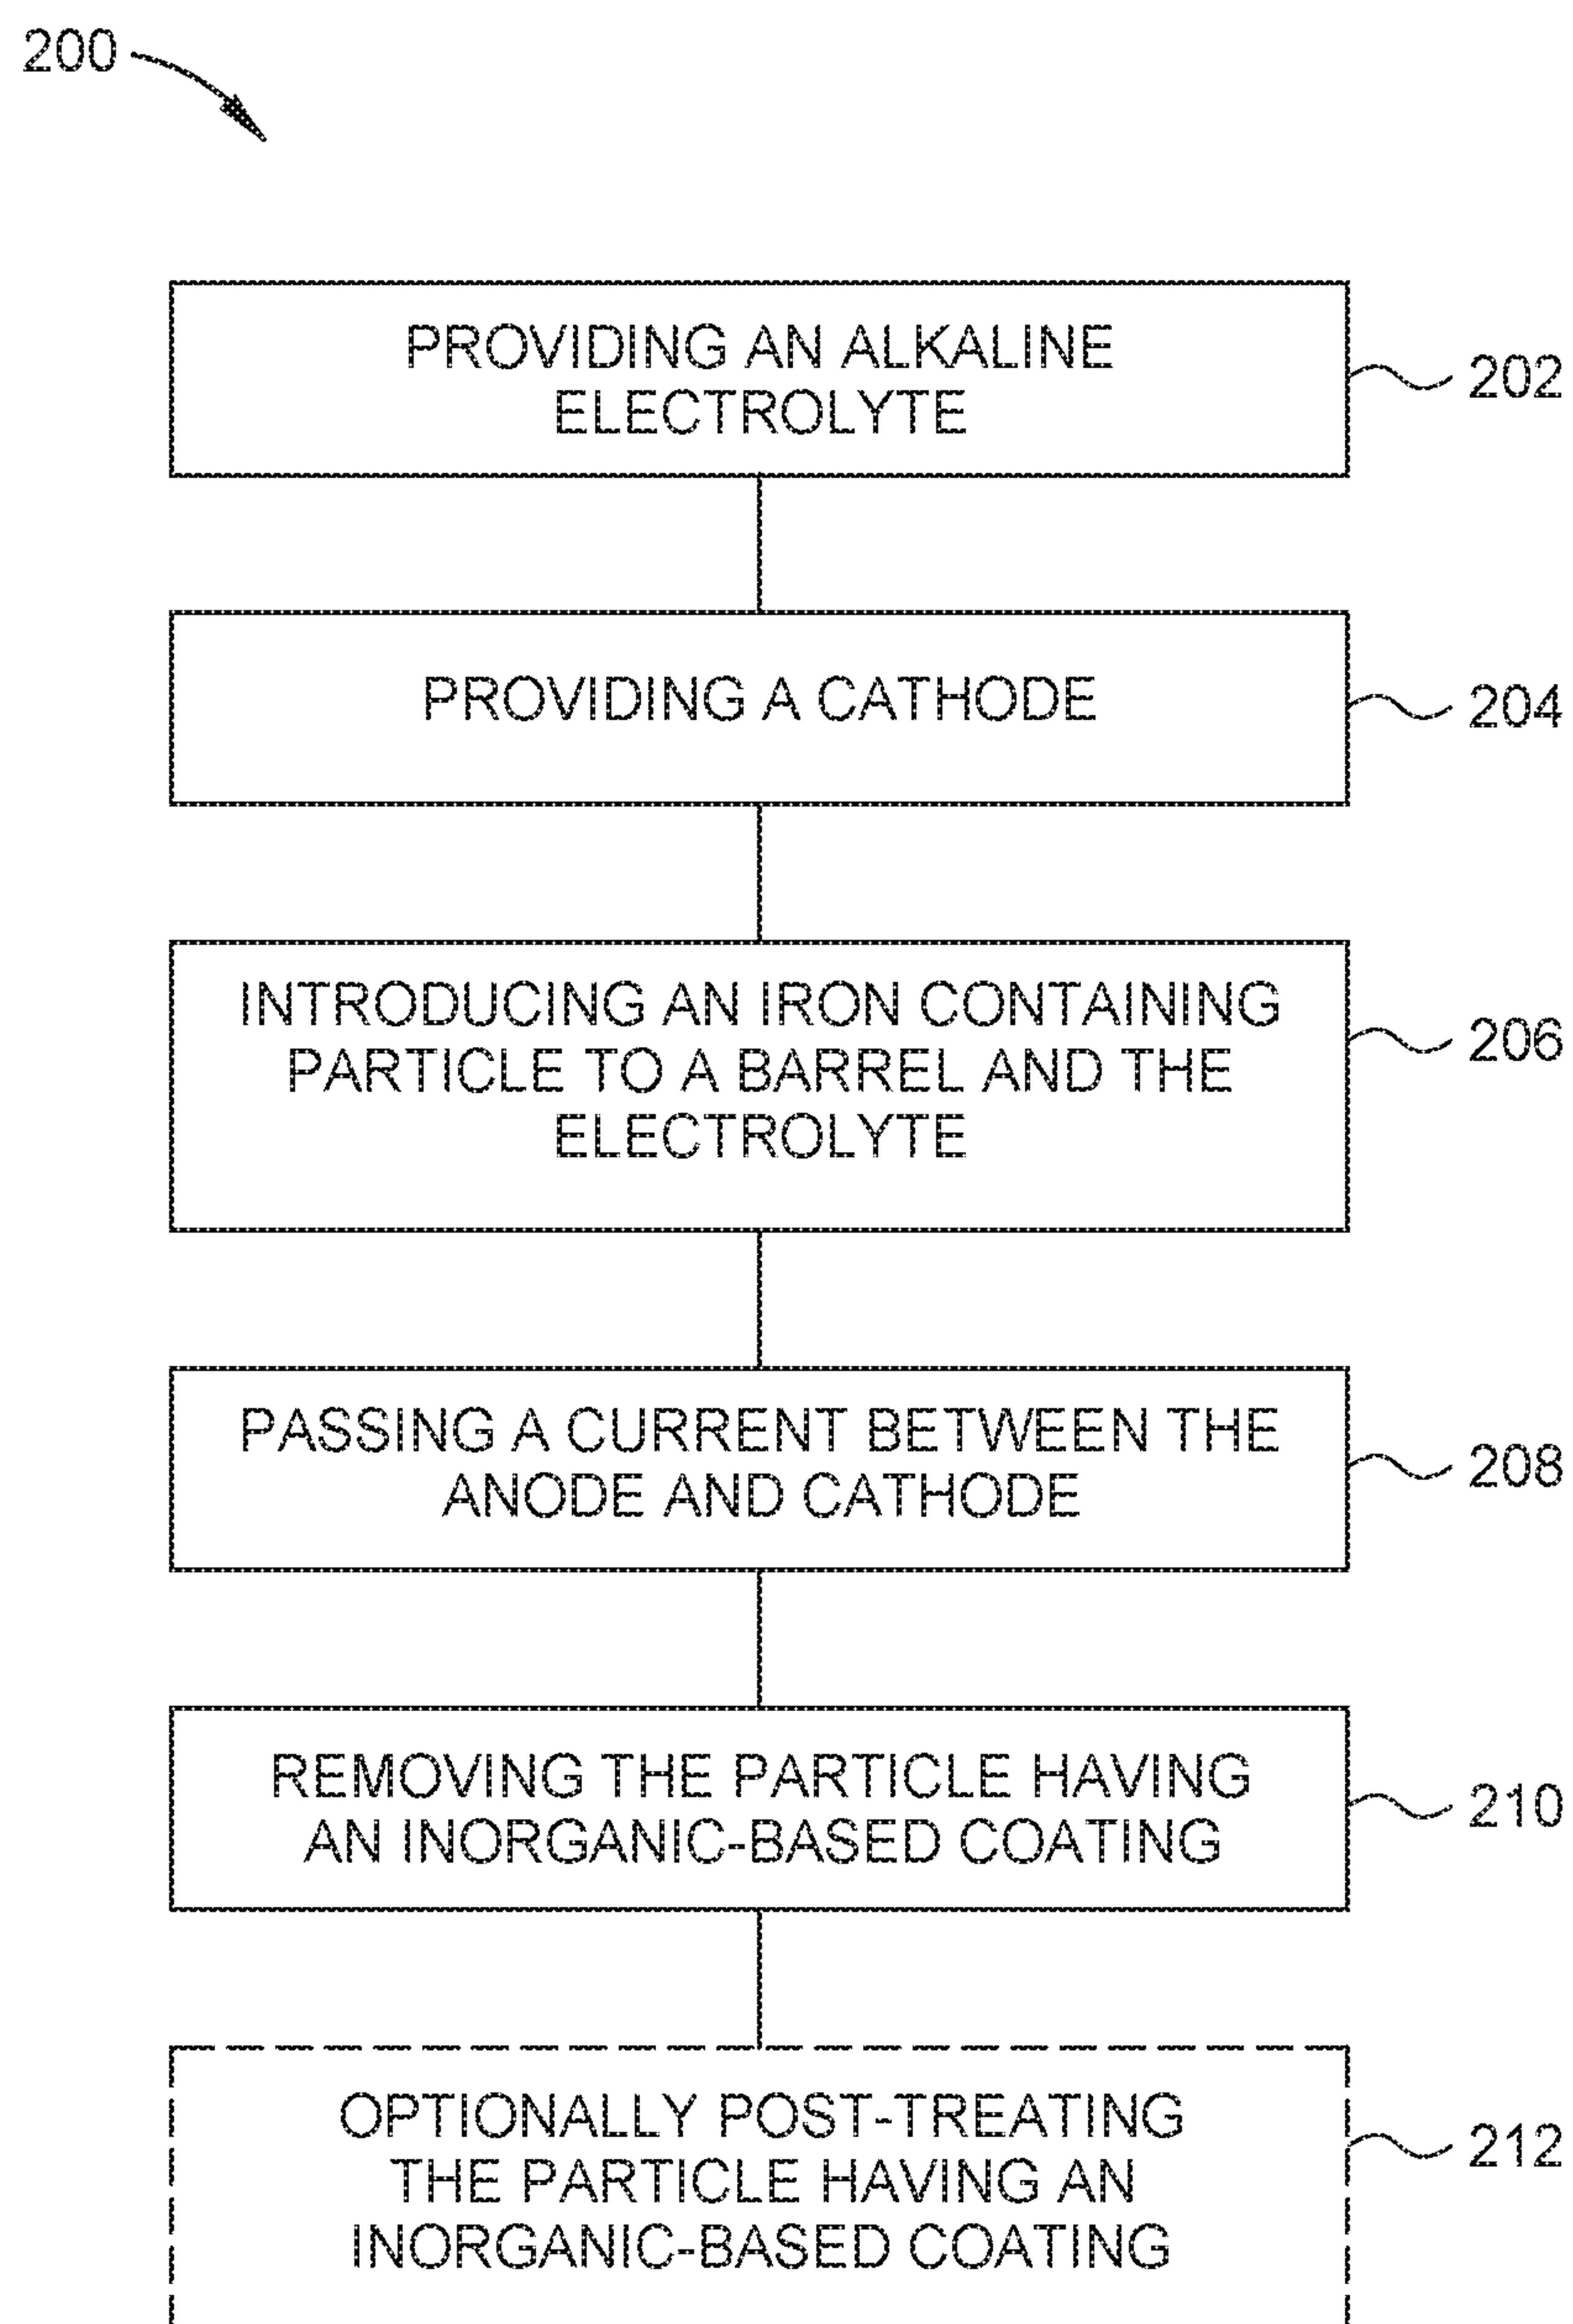 200
PROVIDING AN ALKALINE
ELECTROLYTE
202
PROVIDING A CATHODE
204
INTRODUCING AN IRON CONTAINING
PARTICLE TO A BARREL AND THE
ELECTROLYTE
206
PASSING A CURRENT BETWEEN THE
ANODE AND CATHODE
208
REMOVING THE PARTICLE HAVING
AN INORGANIC-BASED COATING
210
OPTIONALLY POST-TREATING
THE PARTICLE HAVING AN
INORGANIC-BASED COATING
212